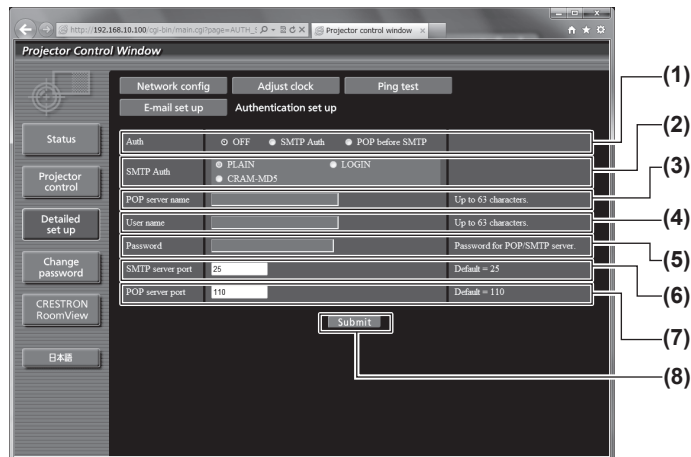 http://192.168.10.100/cgi-bin/main.cgi?page=AUTH_S
Projector control window
Projector Control Window
Network config
Adjust clock
Ping test
E-mail set up
Authentication set up
Status
Projector control
Detailed set up
Change password
CRESTRON RoomView
日本語
Auth
OFF
SMTP Auth
POP before SMTP
SMTP Auth
PLAIN
LOGIN
CRAM-MD5
POP server name
Up to 63 characters.
User name
Up to 63 characters.
Password
Password for POP/SMTP server.
SMTP server port
25
Default = 25
POP server port
110
Default = 110
Submit
(1)
(2)
(3)
(4)
(5)
(6)
(7)
(8)